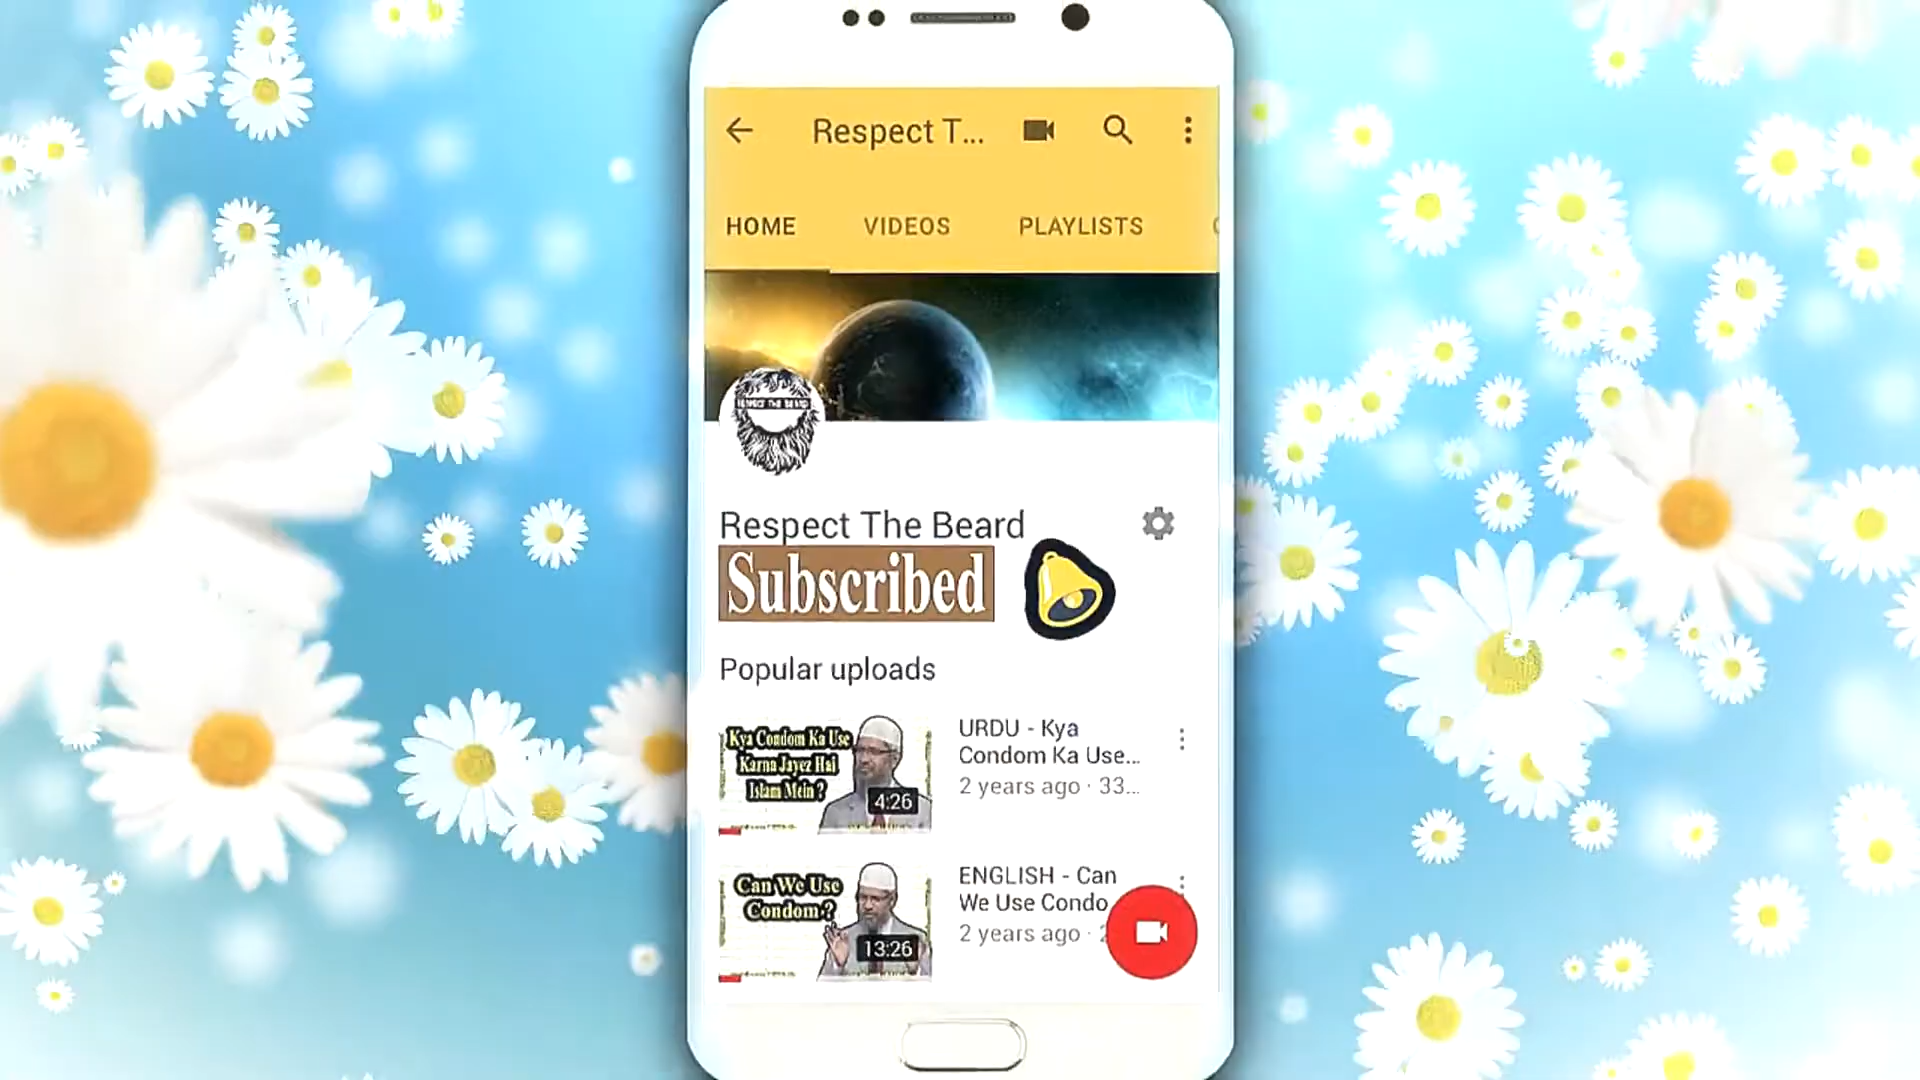 Respect T...
HOME VIDEOS PLAYLISTS
RESPECT THE BEARD
Respect The Beard
Subscribed
Popular uploads
Kya Condom Ka Use
Karna Jayez Hai
Islam Mein ?
4:26
URDU - Kya
Condom Ka Use...
2 years ago · 33...
Can We Use
Condom ?
13:26
ENGLISH - Can
We Use Condo
2 years ago ·